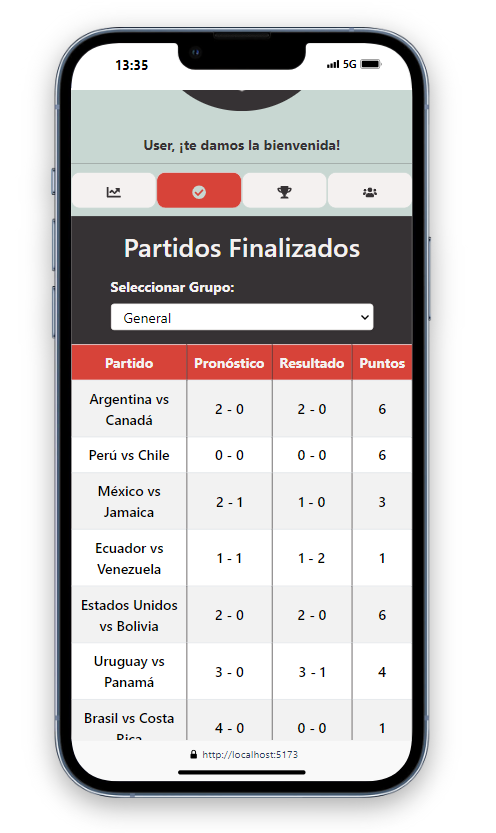 13:35
5G
User, ¡te damos la bienvenida!
Partidos Finalizados
Seleccionar Grupo:
General
Partido Pronóstico Resultado Puntos
Argentina vs
Canadá 2 - 0 2 - 0 6
Perú vs Chile 0 - 0 0 - 0 6
México vs
Jamaica 2 - 1 1 - 0 3
Ecuador vs
Venezuela 1 - 1 1 - 2 1
Estados Unidos
vs Bolivia 2 - 0 2 - 0 6
Uruguay vs
Panamá 3 - 0 3 - 1 4
Brasil vs Costa
Rica 4 - 0 0 - 0 1
http://localhost:5173